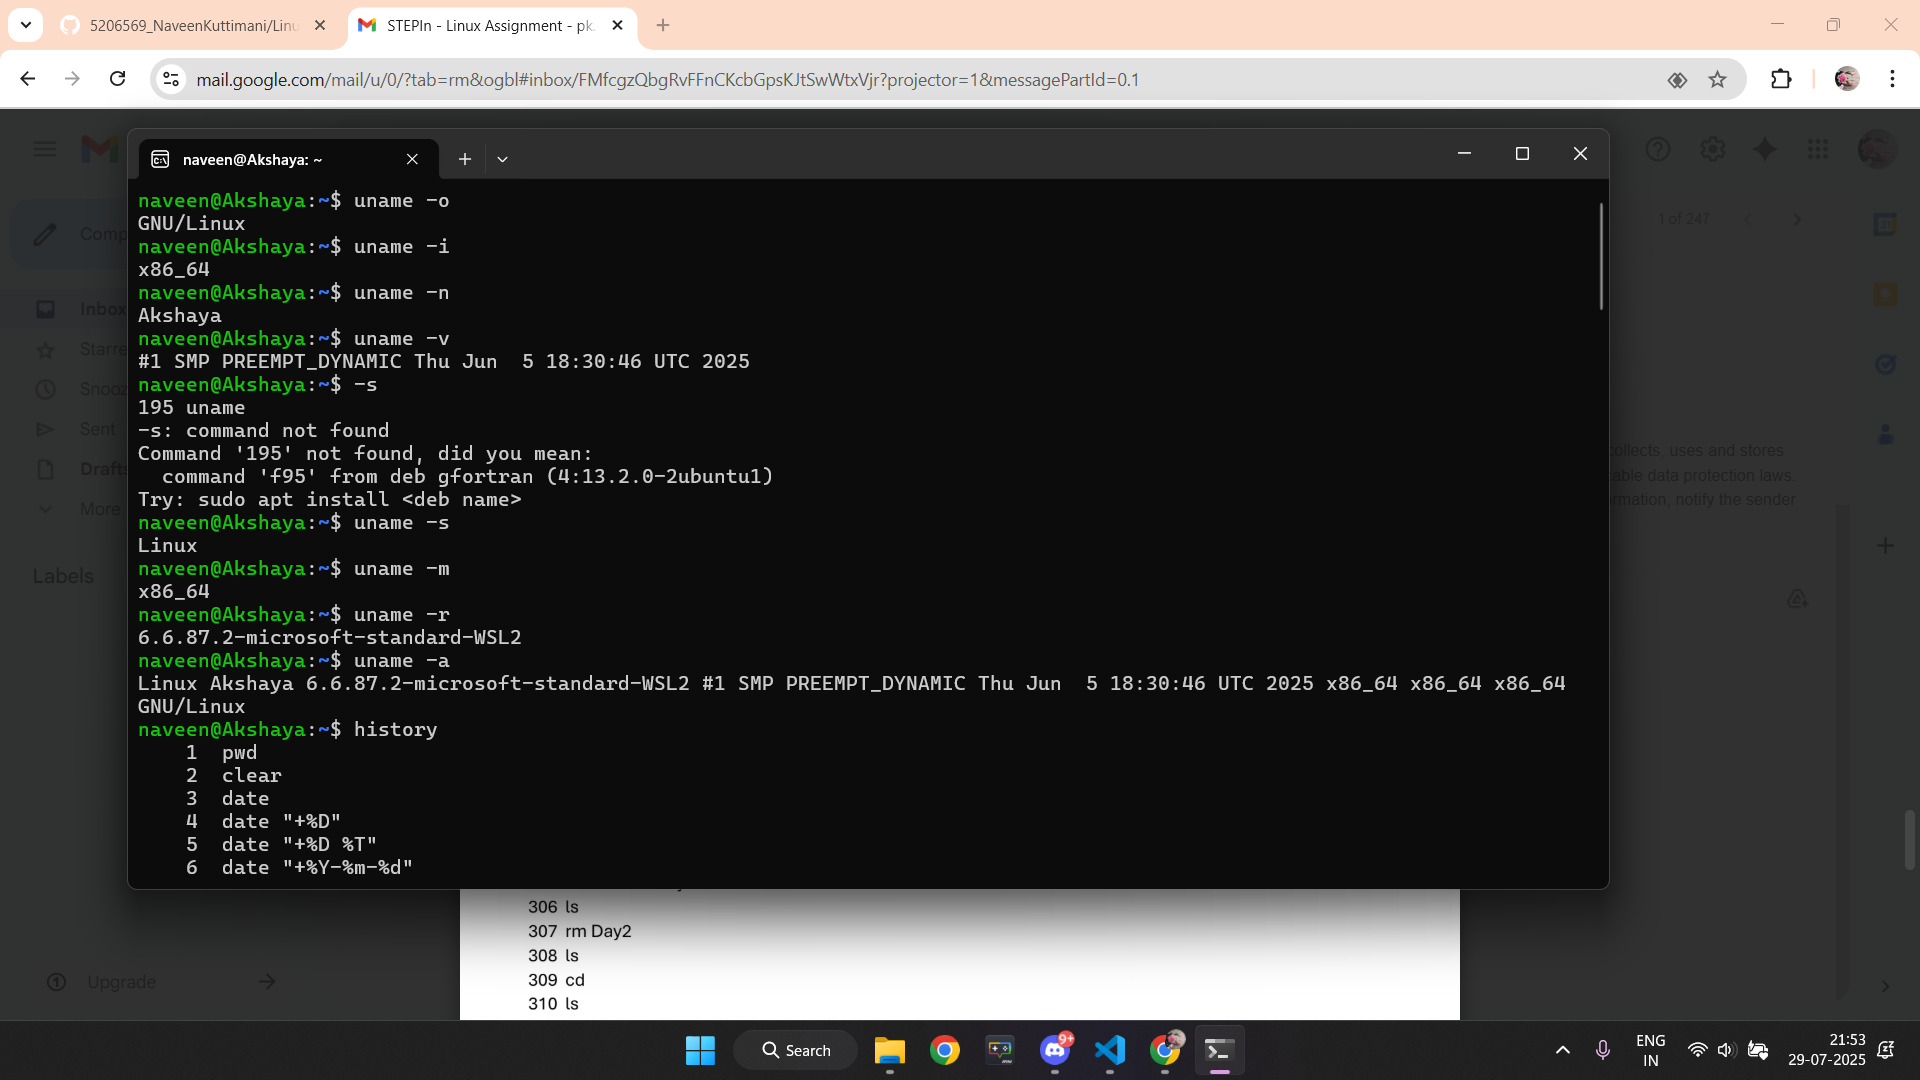 5206569_NaveenKuttimani/Linu
STEPIn - Linux Assignment - pk.
mail.google.com/mail/u/0/?tab=rm&ogbl#inbox/FMfcgzQbgRvFFnCKcbGpsKJtSwWtxVjr?projector=1&messagePartId=0.1
naveen@Akshaya: ~
naveen@Akshaya:~$ uname -o
GNU/Linux
naveen@Akshaya:~$ uname -i
x86_64
naveen@Akshaya:~$ uname -n
Akshaya
naveen@Akshaya:~$ uname -v
#1 SMP PREEMPT_DYNAMIC Thu Jun  5 18:30:46 UTC 2025
naveen@Akshaya:~$ -s
195 uname
-s: command not found
Command '195' not found, did you mean:
  command 'f95' from deb gfortran (4:13.2.0-2ubuntu1)
Try: sudo apt install <deb name>
naveen@Akshaya:~$ uname -s
Linux
naveen@Akshaya:~$ uname -m
x86_64
naveen@Akshaya:~$ uname -r
6.6.87.2-microsoft-standard-WSL2
naveen@Akshaya:~$ uname -a
Linux Akshaya 6.6.87.2-microsoft-standard-WSL2 #1 SMP PREEMPT_DYNAMIC Thu Jun  5 18:30:46 UTC 2025 x86_64 x86_64 x86_64
GNU/Linux
naveen@Akshaya:~$ history
    1  pwd
    2  clear
    3  date
    4  date "+%D"
    5  date "+%D %T"
    6  date "+%Y-%m-%d"
Comp
Inbox
Starre
Snooz
Sent
Drafts
More
Labels
Upgrade
1 of 247
collects, uses and stores
cable data protection laws.
rmation, notify the sender
306 ls
307 rm Day2
308 ls
309 cd
310 ls
Search
9+
ENG
IN
21:53
29-07-2025